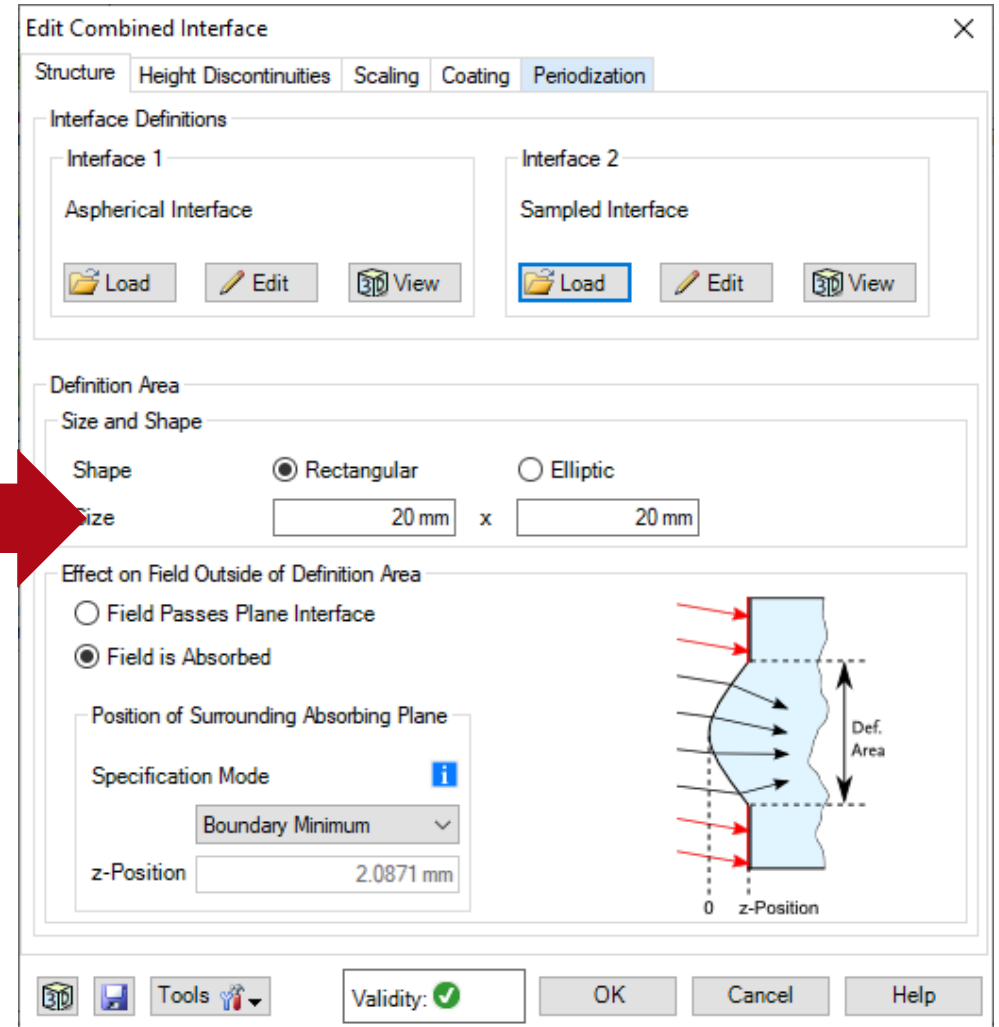 Edit Combined Interface
Structure Height Discontinuities Scaling Coating Periodization
Interface Definitions
Interface 1
Aspherical Interface
Load Edit 3D View
Interface 2
Sampled Interface
Load Edit 3D View
Definition Area
Size and Shape
Shape Rectangular Elliptic
Size 20 mm x 20 mm
Effect on Field Outside of Definition Area
Field Passes Plane Interface
Field is Absorbed
Position of Surrounding Absorbing Plane
Specification Mode i
Boundary Minimum
z-Position 2.0871 mm
Def.
Area
0 z-Position
3D Tools Validity: OK Cancel Help